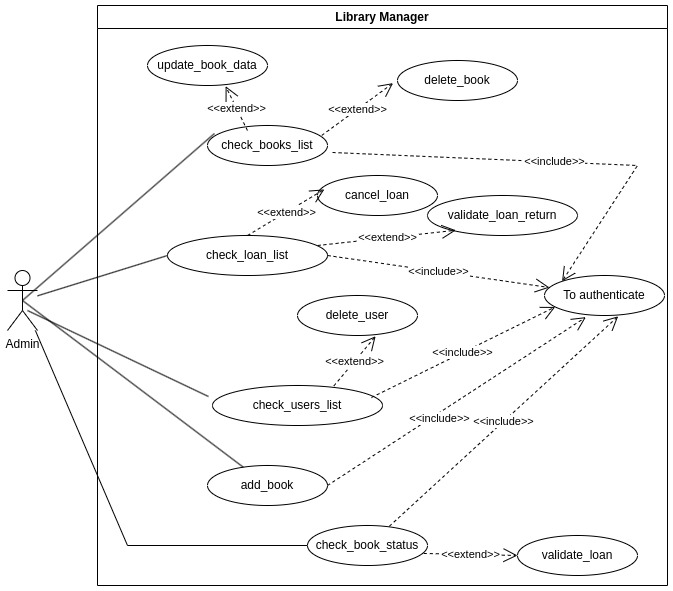 Library Manager
update_book_data
delete_book
<<extend>>
<<extend>>
check_books_list
<<include>>
cancel_loan
<<extend>>
validate_loan_return
<<extend>>
check_loan_list
<<include>>
To authenticate
delete_user
Admin
<<include>>
<<extend>>
check_users_list
<<include>>
<<include>>
add_book
check_book_status
<<extend>>
validate_loan